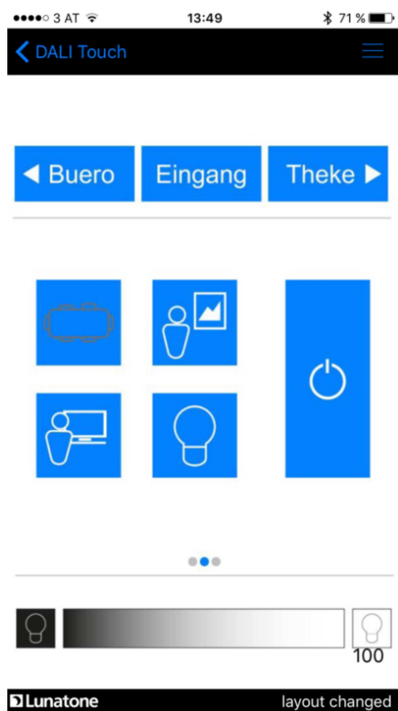 3 AT 13:49 71 %
DALI Touch
Buero Eingang Theke
100
Lunatone layout changed